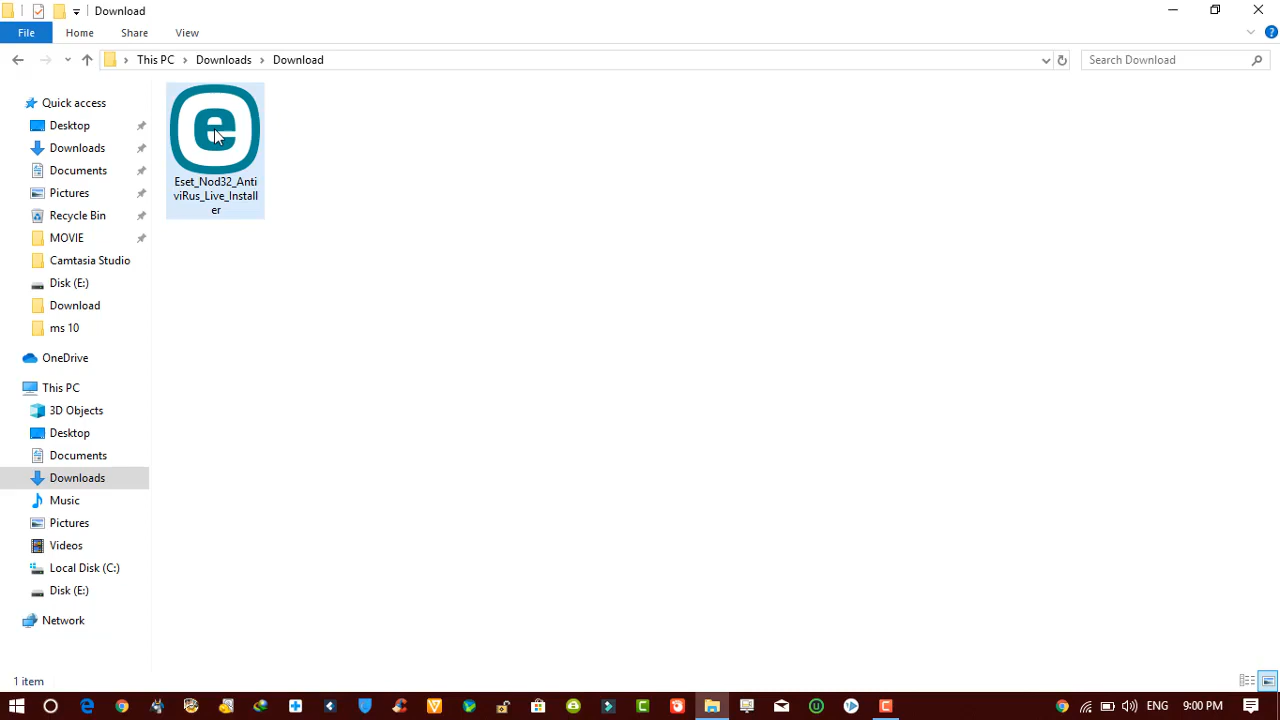 Download
File
Home
Share
View
This PC
Downloads
Download
Search Download
Quick access
Desktop
Downloads
Documents
Pictures
Recycle Bin
MOVIE
Camtasia Studio
Disk (E:)
Download
ms 10
OneDrive
This PC
3D Objects
Desktop
Documents
Downloads
Music
Pictures
Videos
Local Disk (C:)
Disk (E:)
Network
e
Eset_Nod32_Anti
viRus_Live_Install
er
1 item
ENG
9:00 PM